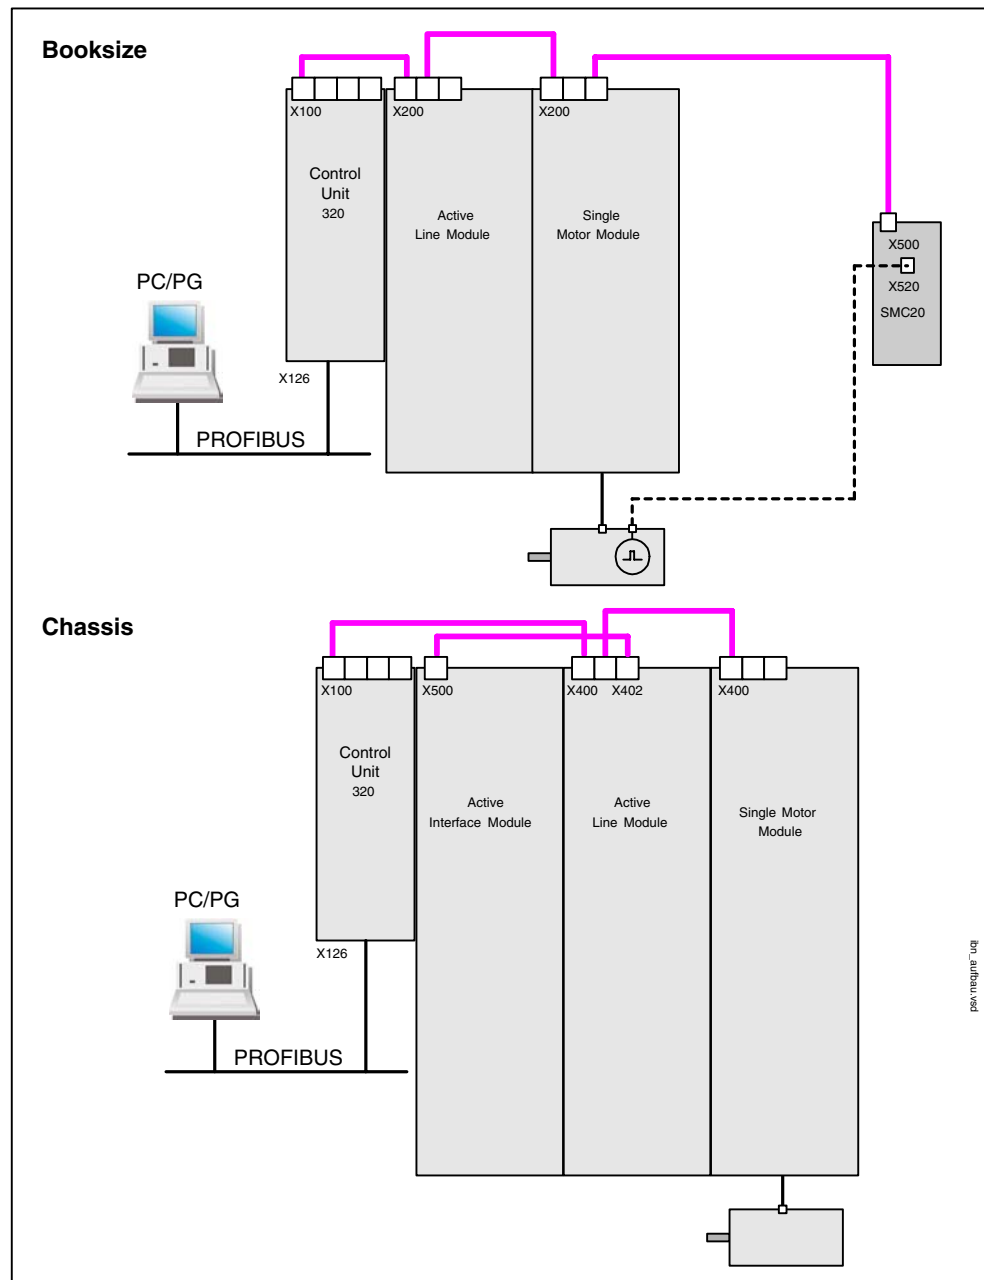 Booksize
X100
X200
X200
Control
Unit
320
Active
Line Module
Single
Motor Module
X500
X520
SMC20
PC/PG
X126
PROFIBUS
Chassis
X100
X500
X400
X402
X400
Control
Unit
320
Active
Interface Module
Active
Line Module
Single Motor
Module
PC/PG
X126
PROFIBUS
ibn_aufbau.vsd